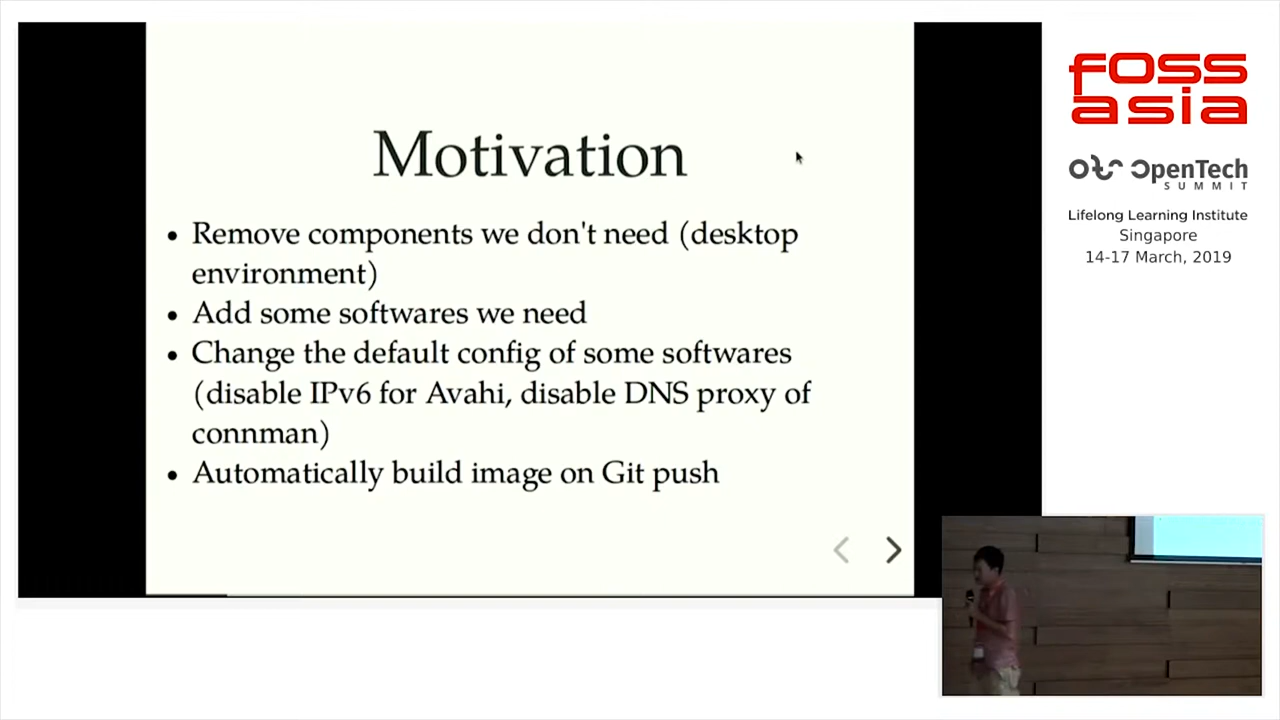 Motivation
• Remove components we don't need (desktop
environment)
• Add some softwares we need
• Change the default config of some softwares
(disable IPv6 for Avahi, disable DNS proxy of
connman)
• Automatically build image on Git push
FOSS
asia
OpenTech
SUMMIT
Lifelong Learning Institute
Singapore
14-17 March, 2019